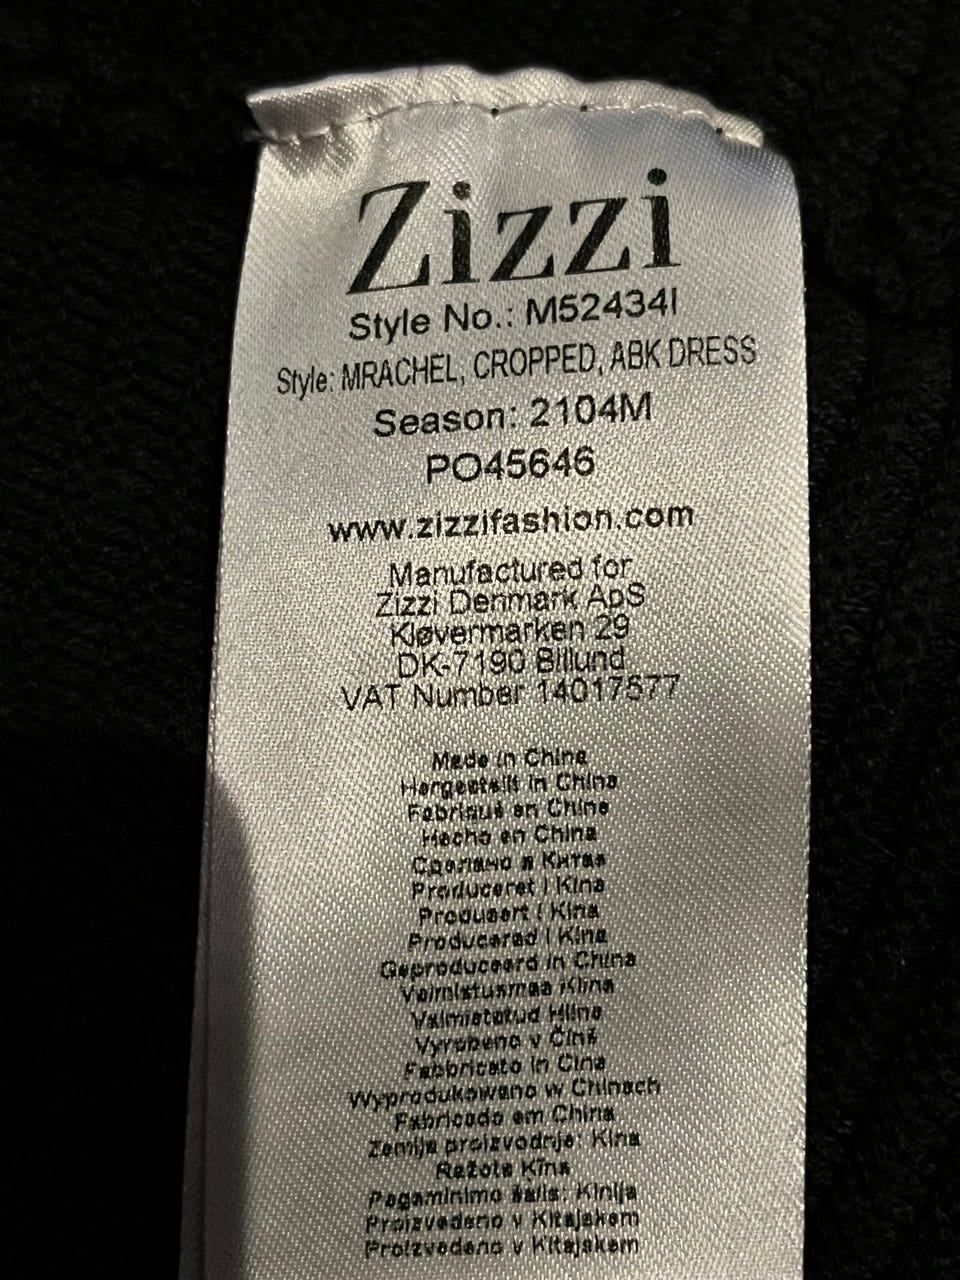 Zizzi
Style No.: M52434I
Style: MRACHEL, CROPPED, ABK DRESS
Season: 2104M
PO45646
www.zizzifashion.com
Manufactured for
Zizzi Denmark ApS
Kløvermarken 29
DK-7190 Billund
VAT Number 14017577
Made in China
Hergestellt in China
Fabriqué en Chine
Hecho en China
Сделано в Китае
Produceret i Kina
Produsert i Kina
Producerad i Kina
Geproduceerd in China
Valmistusmaa Kiina
Valmistatud Hiina
Vyrobeno v Číně
Fabbricato in Cina
Wyprodukowano w Chinach
Fabricado em China
Zemlja proizvodnje: Kina
Ražots Ķīna
Pagaminimo šalis: Kinija
Proizvedeno v Kitajskem
Proizvedeno v Kitajskem